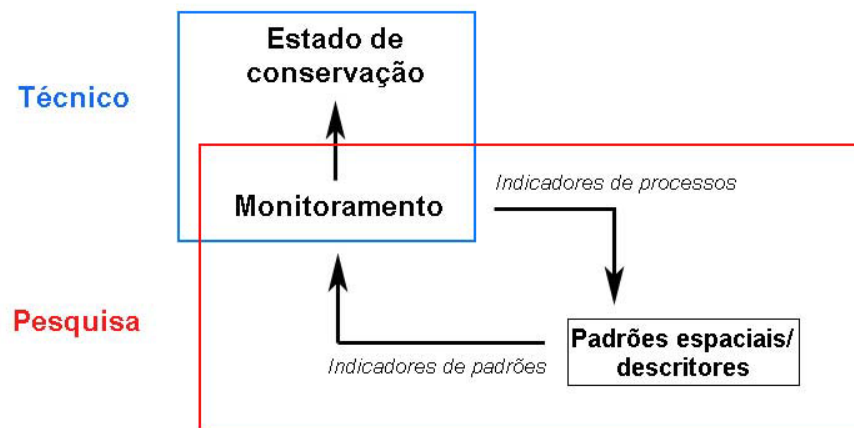 Estado de
conservação
Técnico
Indicadores de processos
Monitoramento
Pesquisa
Padrões espaciais/
descritores
Indicadores de padrões